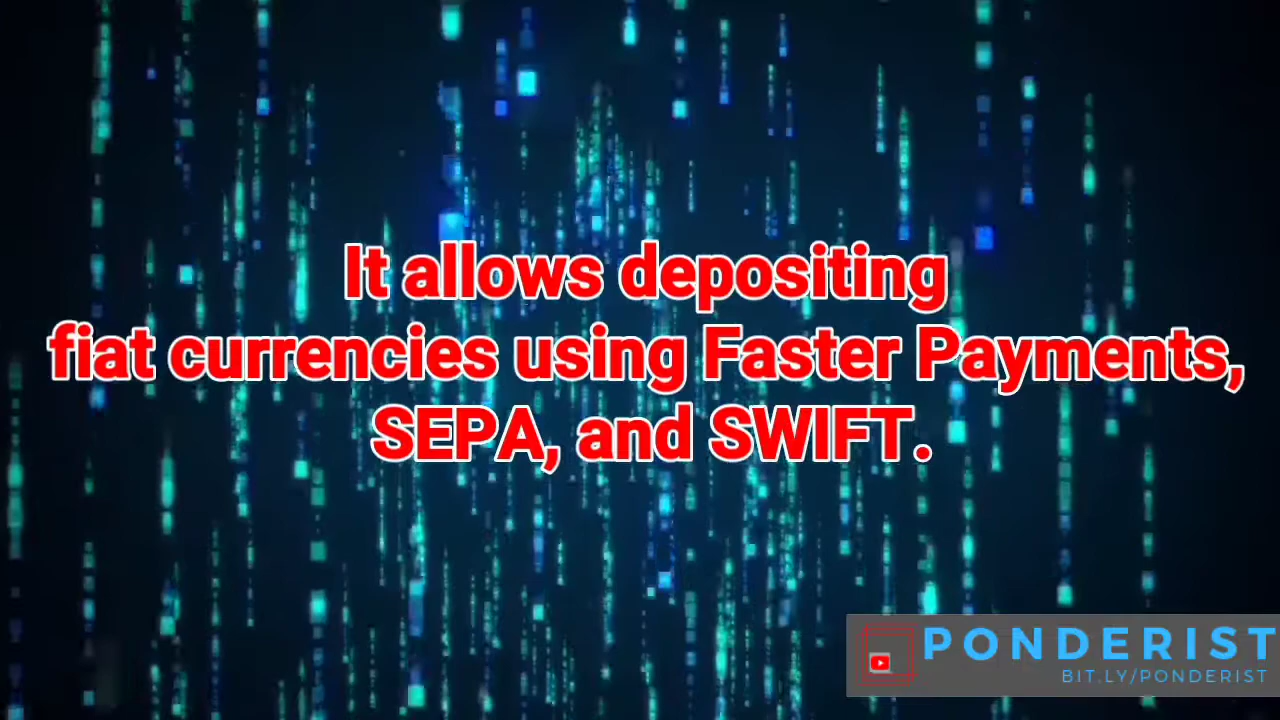 It allows depositing
fiat currencies using Faster Payments,
SEPA, and SWIFT.
PONDERIST
BIT.LY/PONDERIST